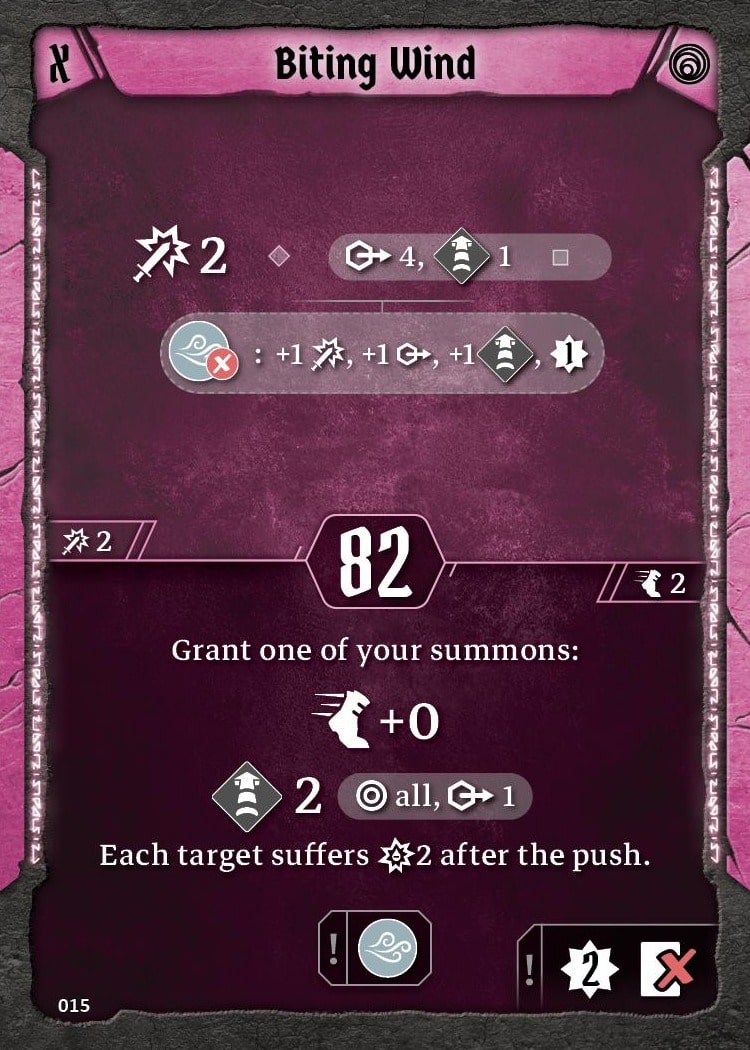 X Biting Wind
2 4, 1
: +1 , +1 , +1 , 1
2
82
2
Grant one of your summons:
+0
2 all, 1
Each target suffers 2 after the push.
! ! 2
015